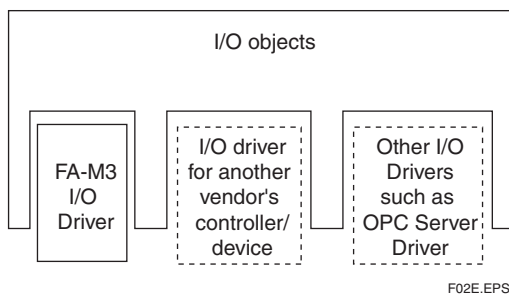 I/O objects
FA-M3
I/O
Driver
I/O driver
for another
vendor's
controller/
device
Other I/O
Drivers
such as
OPC Server
Driver
F02E.EPS